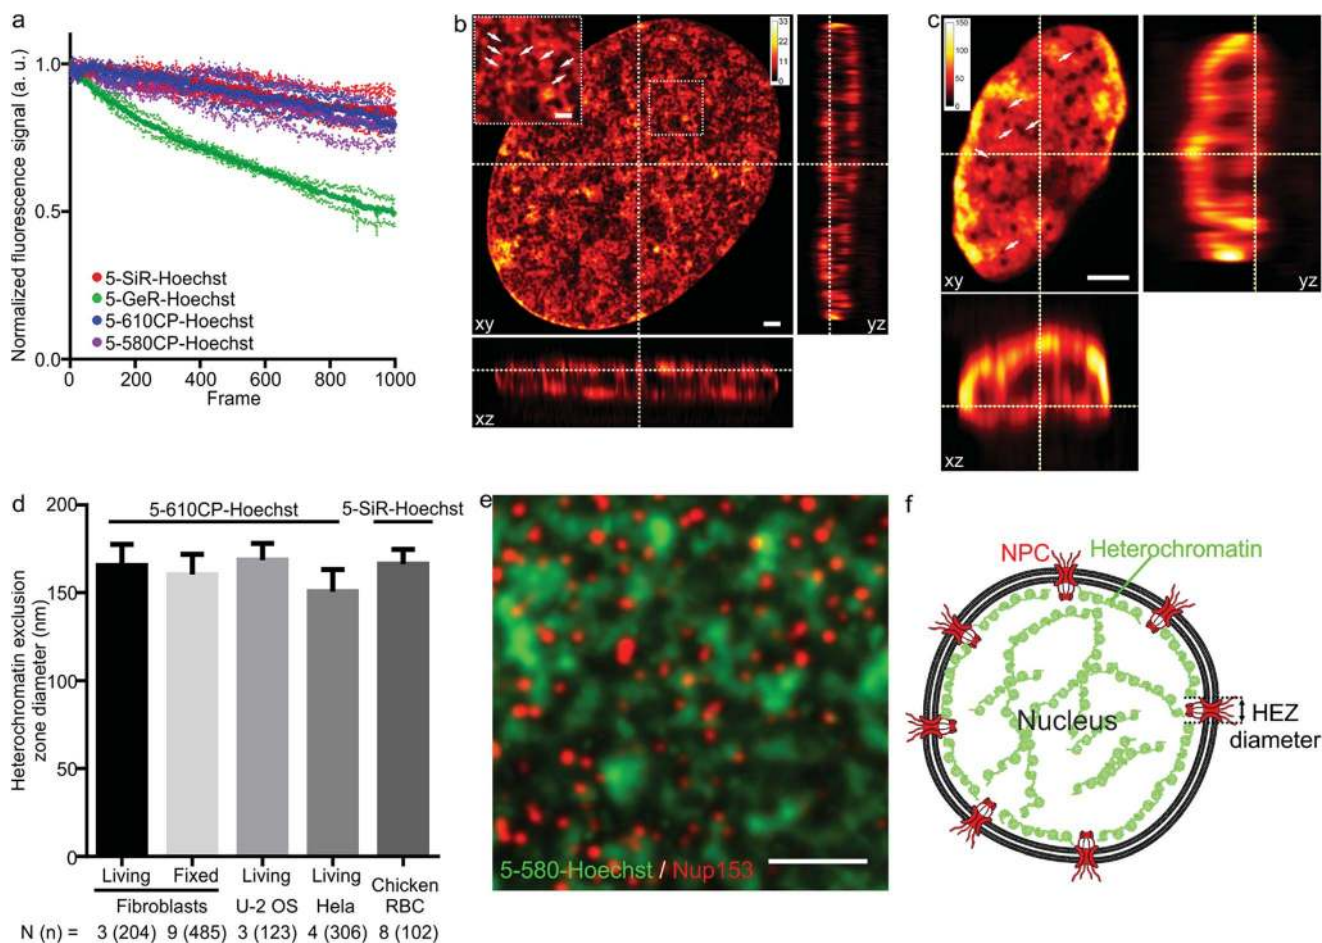 a
Normalized fluorescence signal (a. u.)
1.0
0.5
0.0
0 200 400 600 800 1000
Frame
5-SiR-Hoechst
5-GeR-Hoechst
5-610CP-Hoechst
5-580CP-Hoechst
b
33
22
11
0
xy
yz
xz
c
150
100
50
0
xy
yz
xz
d
Heterochromatin exclusion
zone diameter (nm)
200
150
100
50
0
5-610CP-Hoechst
5-SiR-Hoechst
Living Fixed Living Living Chicken
Fibroblasts U-2 OS Hela RBC
N (n) = 3 (204) 9 (485) 3 (123) 4 (306) 8 (102)
e
5-580-Hoechst / Nup153
f
NPC
Heterochromatin
Nucleus
HEZ
diameter